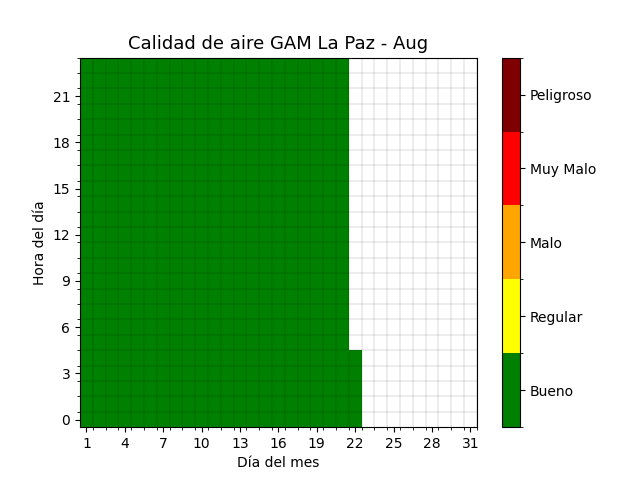 Calidad de aire GAM La Paz - Aug
Hora del día
21
18
15
12
9
6
3
0
1 4 7 10 13 16 19 22 25 28 31
Día del mes
Peligroso
Muy Malo
Malo
Regular
Bueno